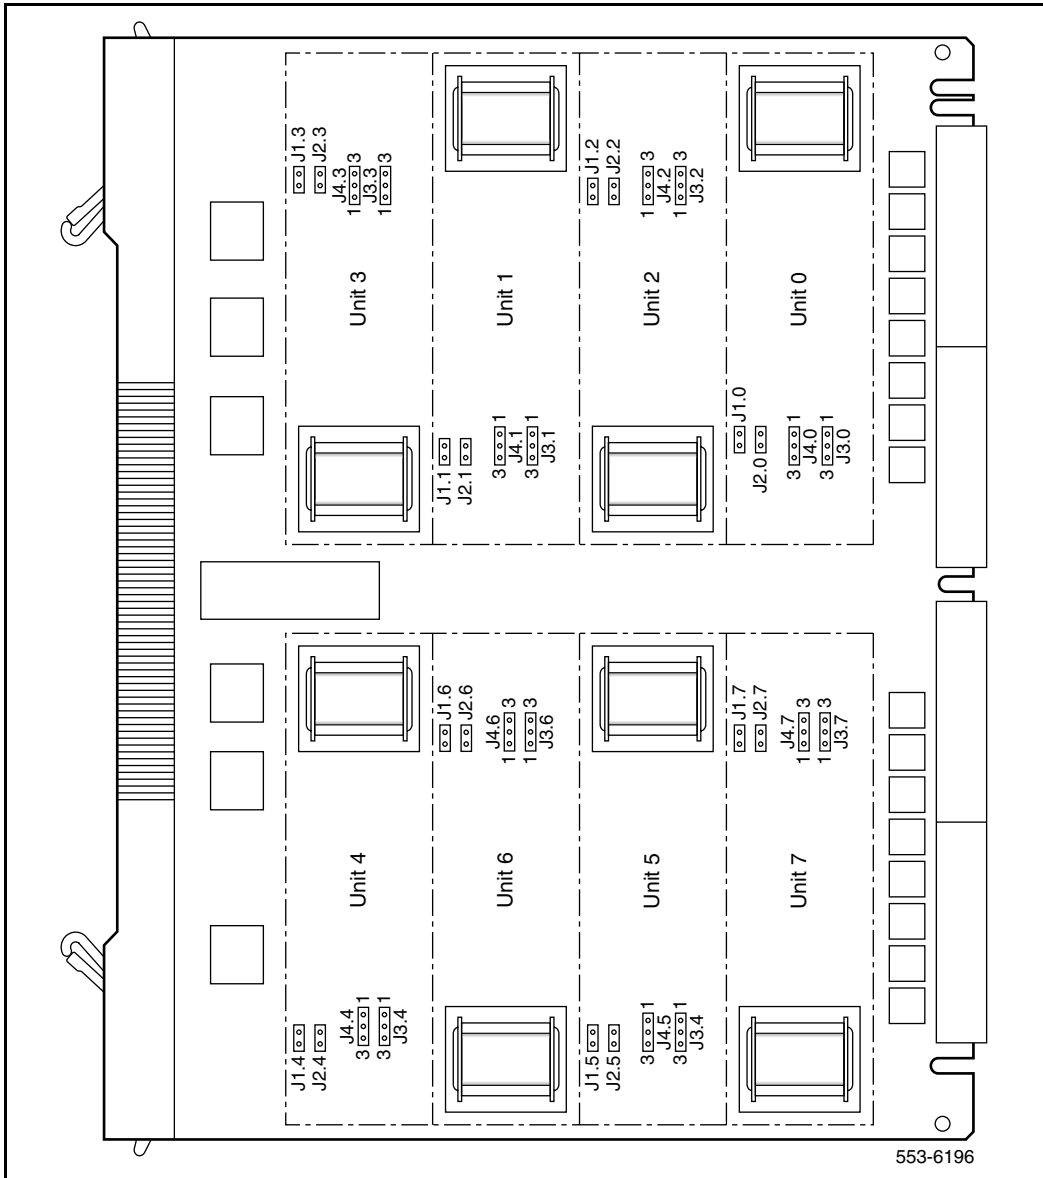 J1.3
J2.3
J4.3
1 3
J3.3
1 3
Unit 3
Unit 1
J1.1
J2.1
3 1
J4.1
3 1
J3.1
J1.2
J2.2
1 3
J4.2
1 3
J3.2
Unit 2
Unit 0
J1.0
J2.0
3 1
J4.0
3 1
J3.0
Unit 4
J1.4
J2.4
J4.4
3 1
3 1
J3.4
J1.6
J2.6
J4.6
1 3
1 3
J3.6
Unit 6
Unit 5
J1.5
J2.5
3 1
J4.5
3 1
J3.4
J1.7
J2.7
J4.7
1 3
1 3
J3.7
Unit 7
553-6196